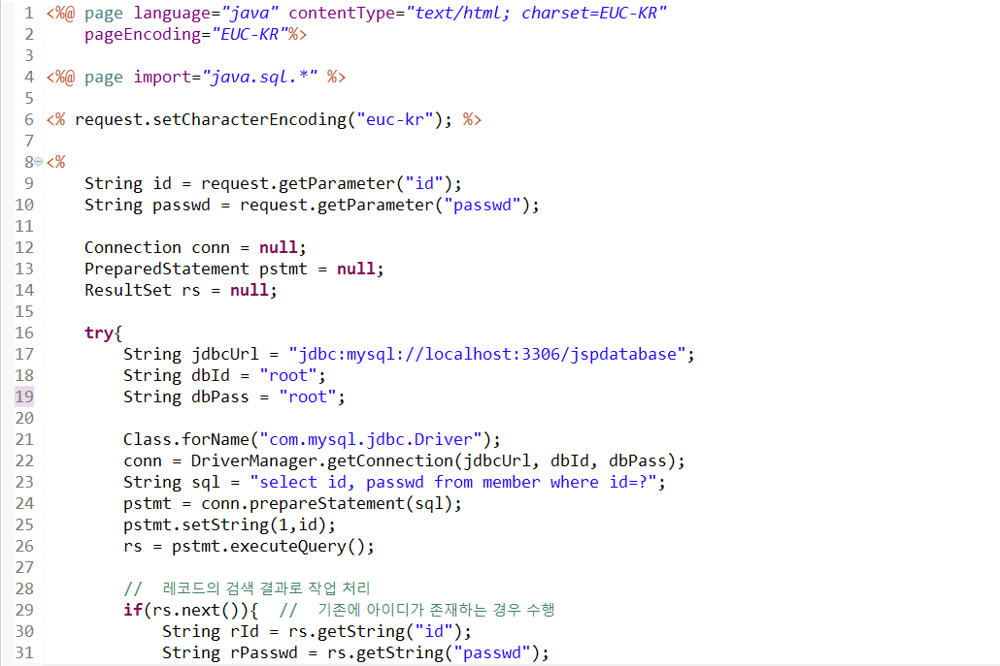 1 <%@ page language="java" contentType="text/html; charset=EUC-KR"
2     pageEncoding="EUC-KR"%>
3
4 <%@ page import="java.sql.*" %>
5
6 <% request.setCharacterEncoding("euc-kr"); %>
7
8 <%
9     String id = request.getParameter("id");
10     String passwd = request.getParameter("passwd");
11
12     Connection conn = null;
13     PreparedStatement pstmt = null;
14     ResultSet rs = null;
15
16     try{
17         String jdbcUrl = "jdbc:mysql://localhost:3306/jspdatabase";
18         String dbId = "root";
19         String dbPass = "root";
20
21         Class.forName("com.mysql.jdbc.Driver");
22         conn = DriverManager.getConnection(jdbcUrl, dbId, dbPass);
23         String sql = "select id, passwd from member where id=?";
24         pstmt = conn.prepareStatement(sql);
25         pstmt.setString(1,id);
26         rs = pstmt.executeQuery();
27
28         //  레코드의 검색 결과로 작업 처리
29         if(rs.next()){  //  기존에 아이디가 존재하는 경우 수행
30             String rId = rs.getString("id");
31             String rPasswd = rs.getString("passwd");